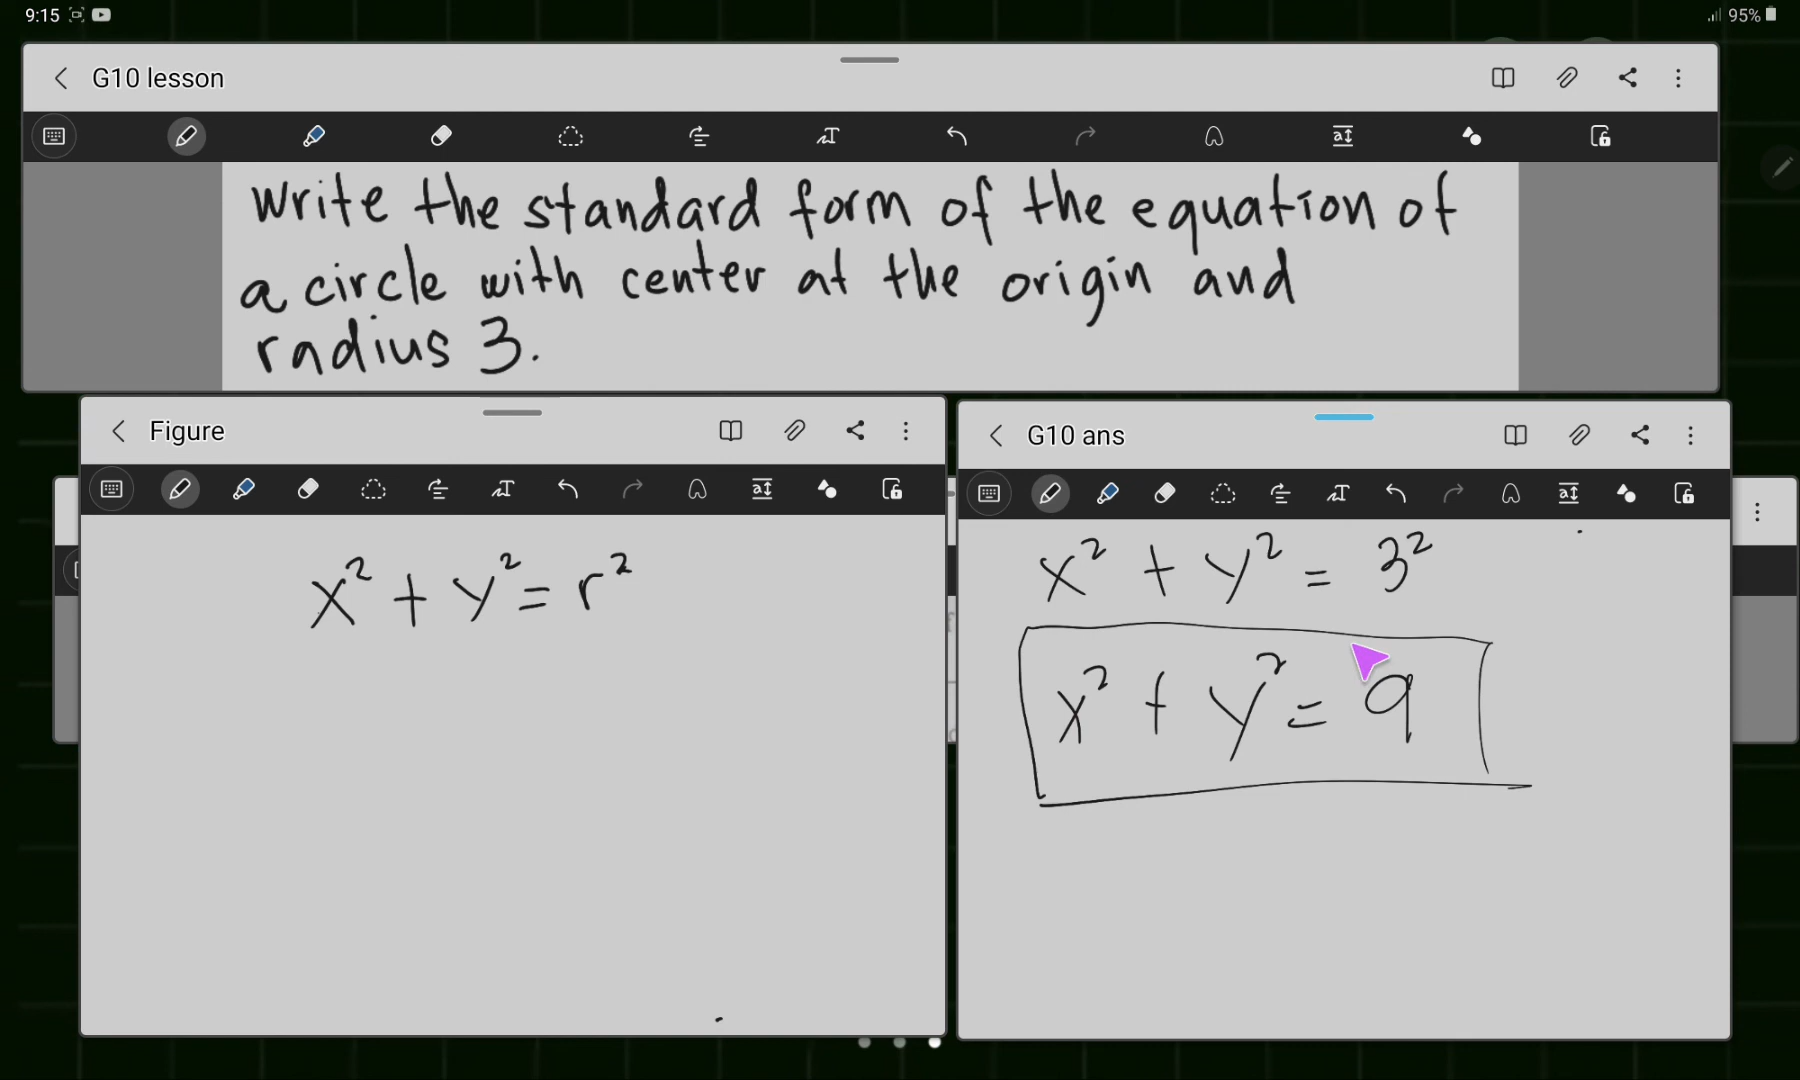 9:15 95%
G10 lesson
Write the standard form of the equation of
a circle with center at the origin and
radius 3.
Figure
x² + y² = r²
G10 ans
x² + y² = 3²
x² + y² = 9